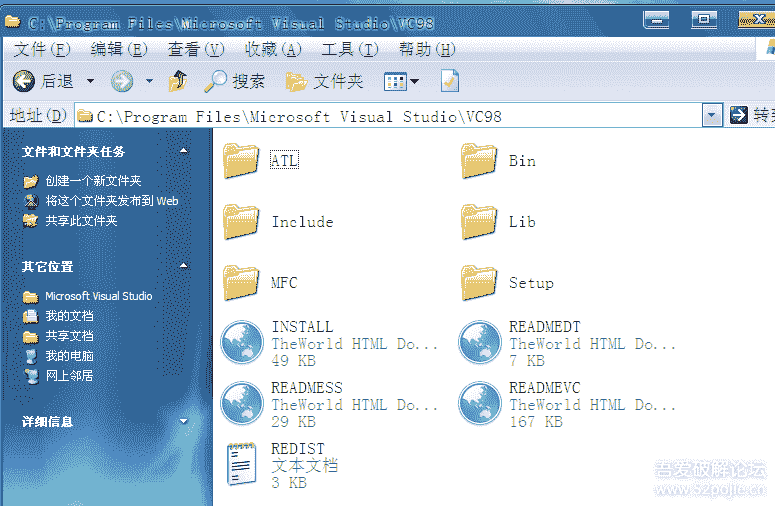 C:\Program Files\Microsoft Visual Studio\VC98
文件(F) 编辑(E) 查看(V) 收藏(A) 工具(T) 帮助(H)
后退 搜索 文件夹
地址(D) C:\Program Files\Microsoft Visual Studio\VC98 转到
文件和文件夹任务
创建一个新文件夹
将这个文件夹发布到 Web
共享此文件夹
其它位置
Microsoft Visual Studio
我的文档
共享文档
我的电脑
网上邻居
详细信息
ATL
Bin
Include
Lib
MFC
Setup
INSTALL
TheWorld HTML Do...
49 KB
READMEDT
TheWorld HTML Do...
7 KB
READMESS
TheWorld HTML Do...
29 KB
READMEVC
TheWorld HTML Do...
167 KB
REDIST
文本文档
3 KB
吾爱破解论坛
www.52pojie.cn